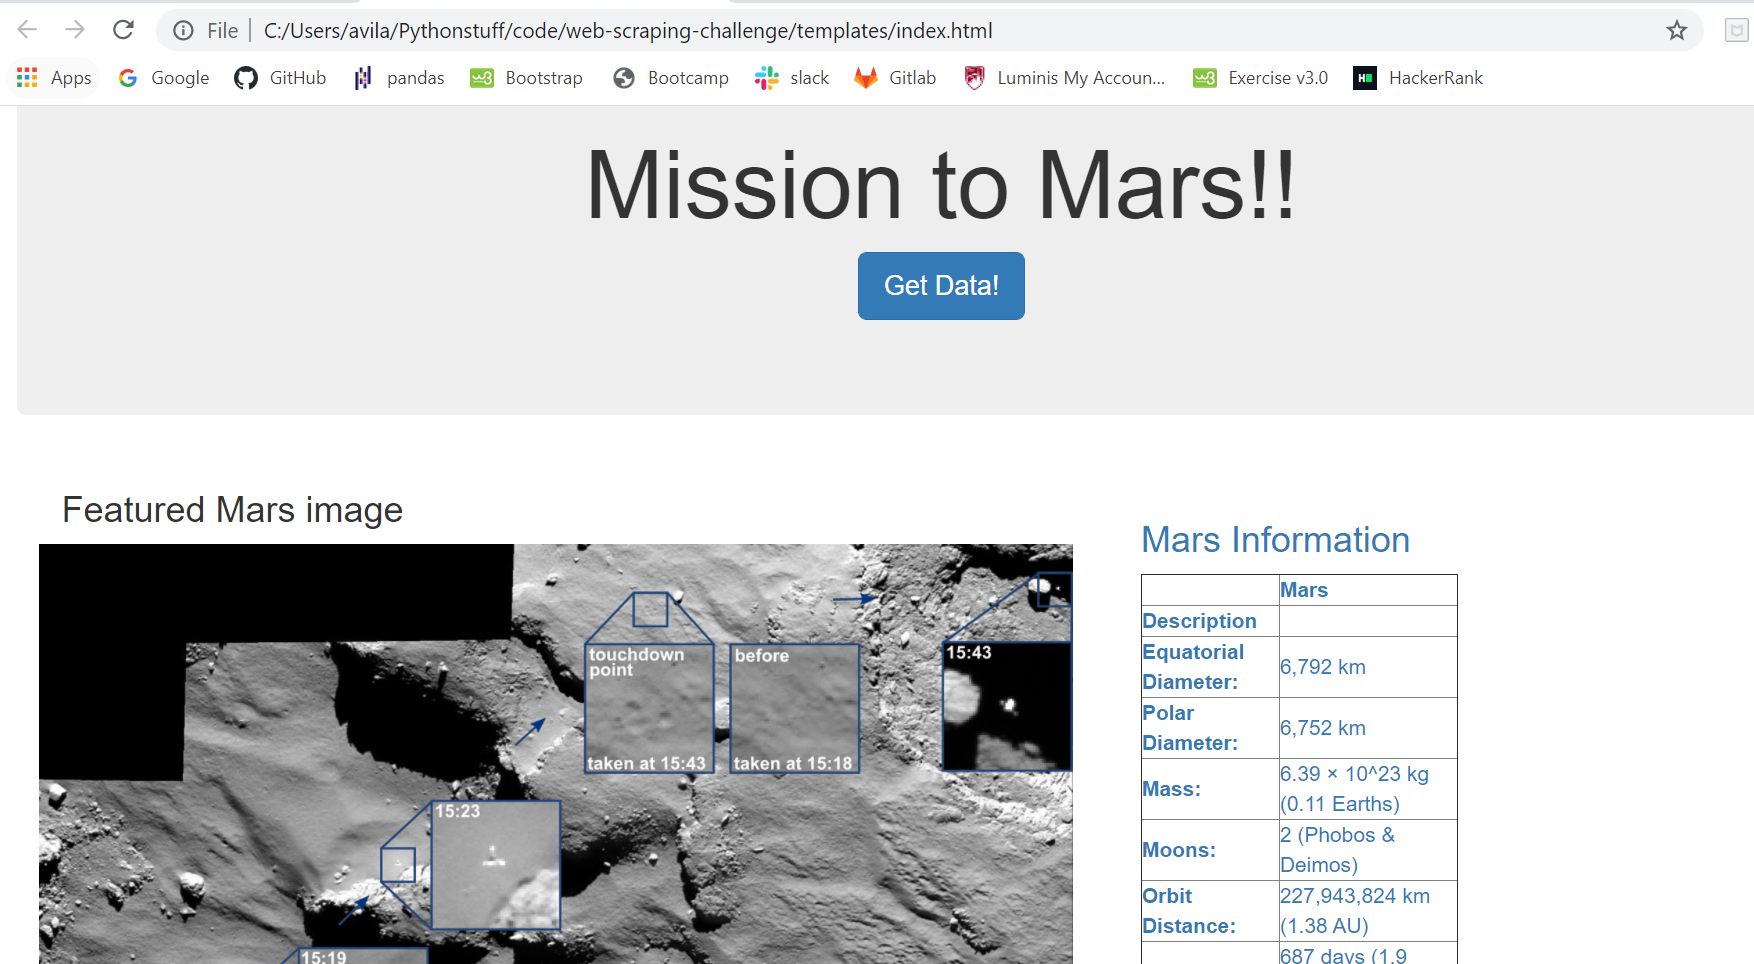 File | C:/Users/avila/Pythonstuff/code/web-scraping-challenge/templates/index.html
Apps Google GitHub pandas Bootstrap Bootcamp slack Gitlab Luminis My Accoun... Exercise v3.0 HackerRank
Mission to Mars!!
Get Data!
Featured Mars image
touchdown
point
taken at 15:43
before
taken at 15:18
15:43
15:23
15:19
Mars Information
Mars
Description
Equatorial
Diameter:
6,792 km
Polar
Diameter:
6,752 km
Mass:
6.39 × 10^23 kg
(0.11 Earths)
Moons:
2 (Phobos &
Deimos)
Orbit
Distance:
227,943,824 km
(1.38 AU)
687 days (1.9